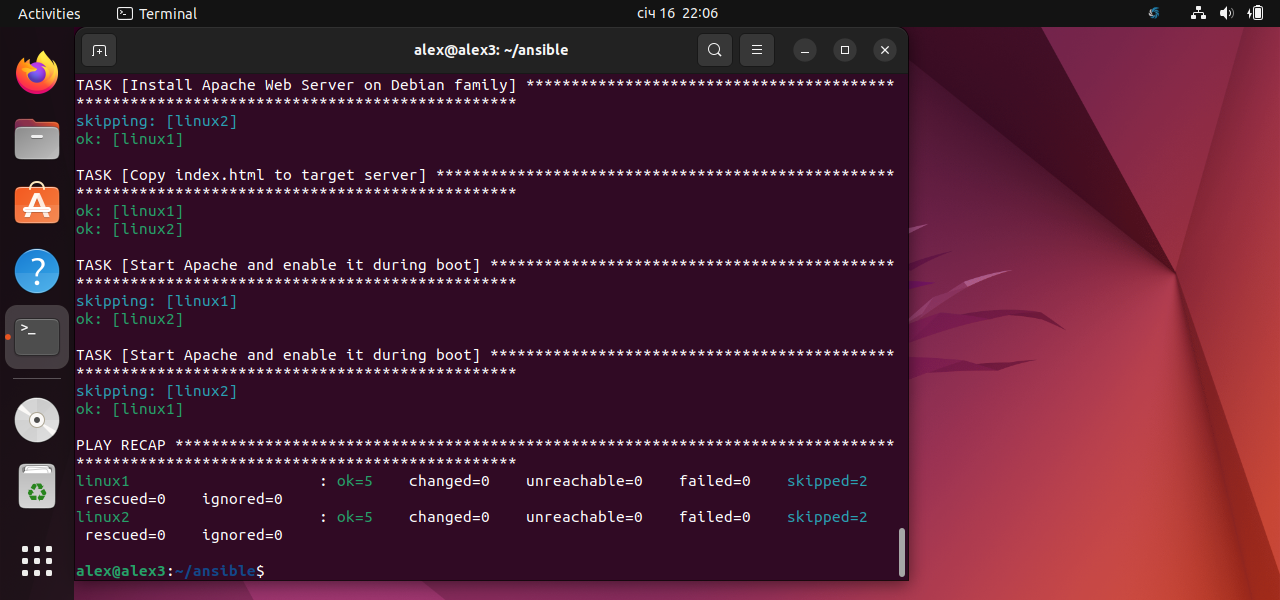 Activities Terminal січ 16 22:06
alex@alex3: ~/ansible
TASK [Install Apache Web Server on Debian family] *****************************************
*************************************************
skipping: [linux2]
ok: [linux1]
TASK [Copy index.html to target server] ***************************************************
*************************************************
ok: [linux1]
ok: [linux2]
TASK [Start Apache and enable it during boot] *********************************************
*************************************************
skipping: [linux1]
ok: [linux2]
TASK [Start Apache and enable it during boot] *********************************************
*************************************************
skipping: [linux2]
ok: [linux1]
PLAY RECAP ********************************************************************************
*************************************************
linux1                     : ok=5    changed=0    unreachable=0    failed=0    skipped=2
 rescued=0    ignored=0
linux2                     : ok=5    changed=0    unreachable=0    failed=0    skipped=2
 rescued=0    ignored=0
alex@alex3:~/ansible$